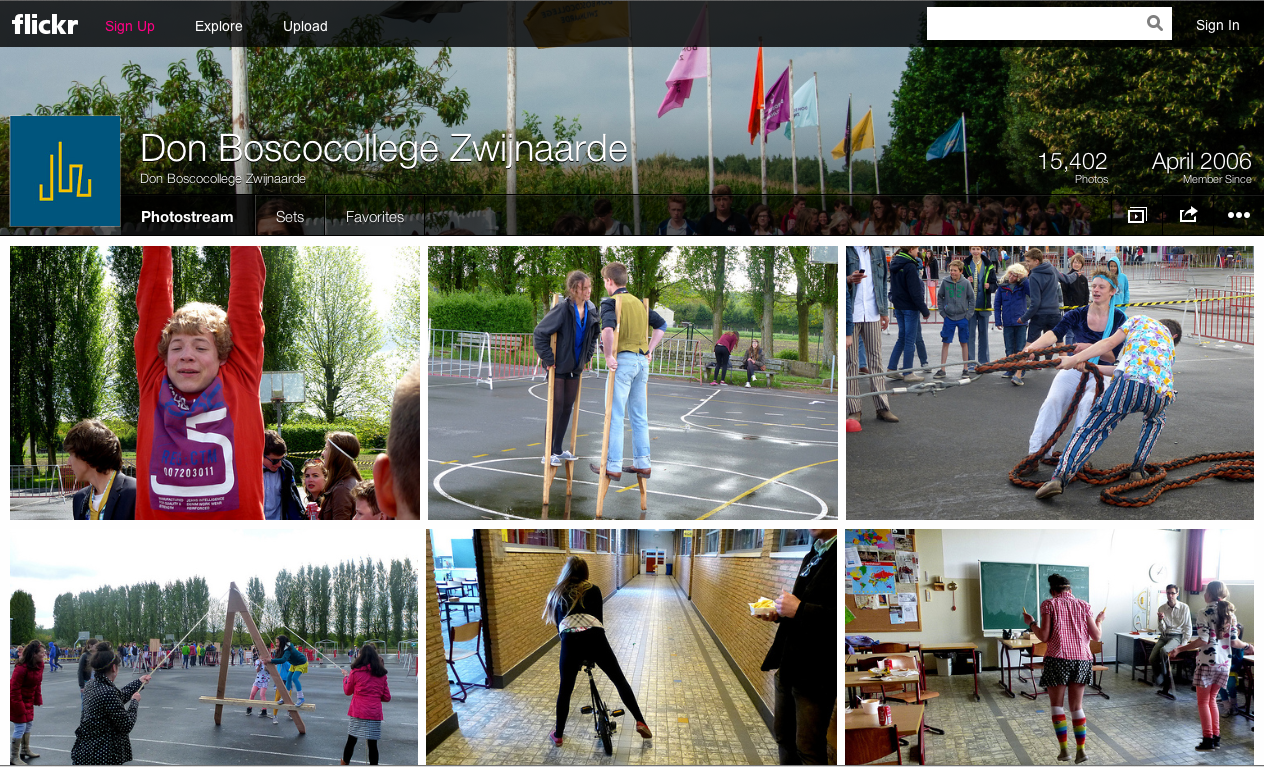 flickr
Sign Up
Explore
Upload
Sign In
Don Boscocollege Zwijnaarde
Don Boscocollege Zwijnaarde
15,402
Photos
April 2006
Member Since
Photostream
Sets
Favorites
5
007203011